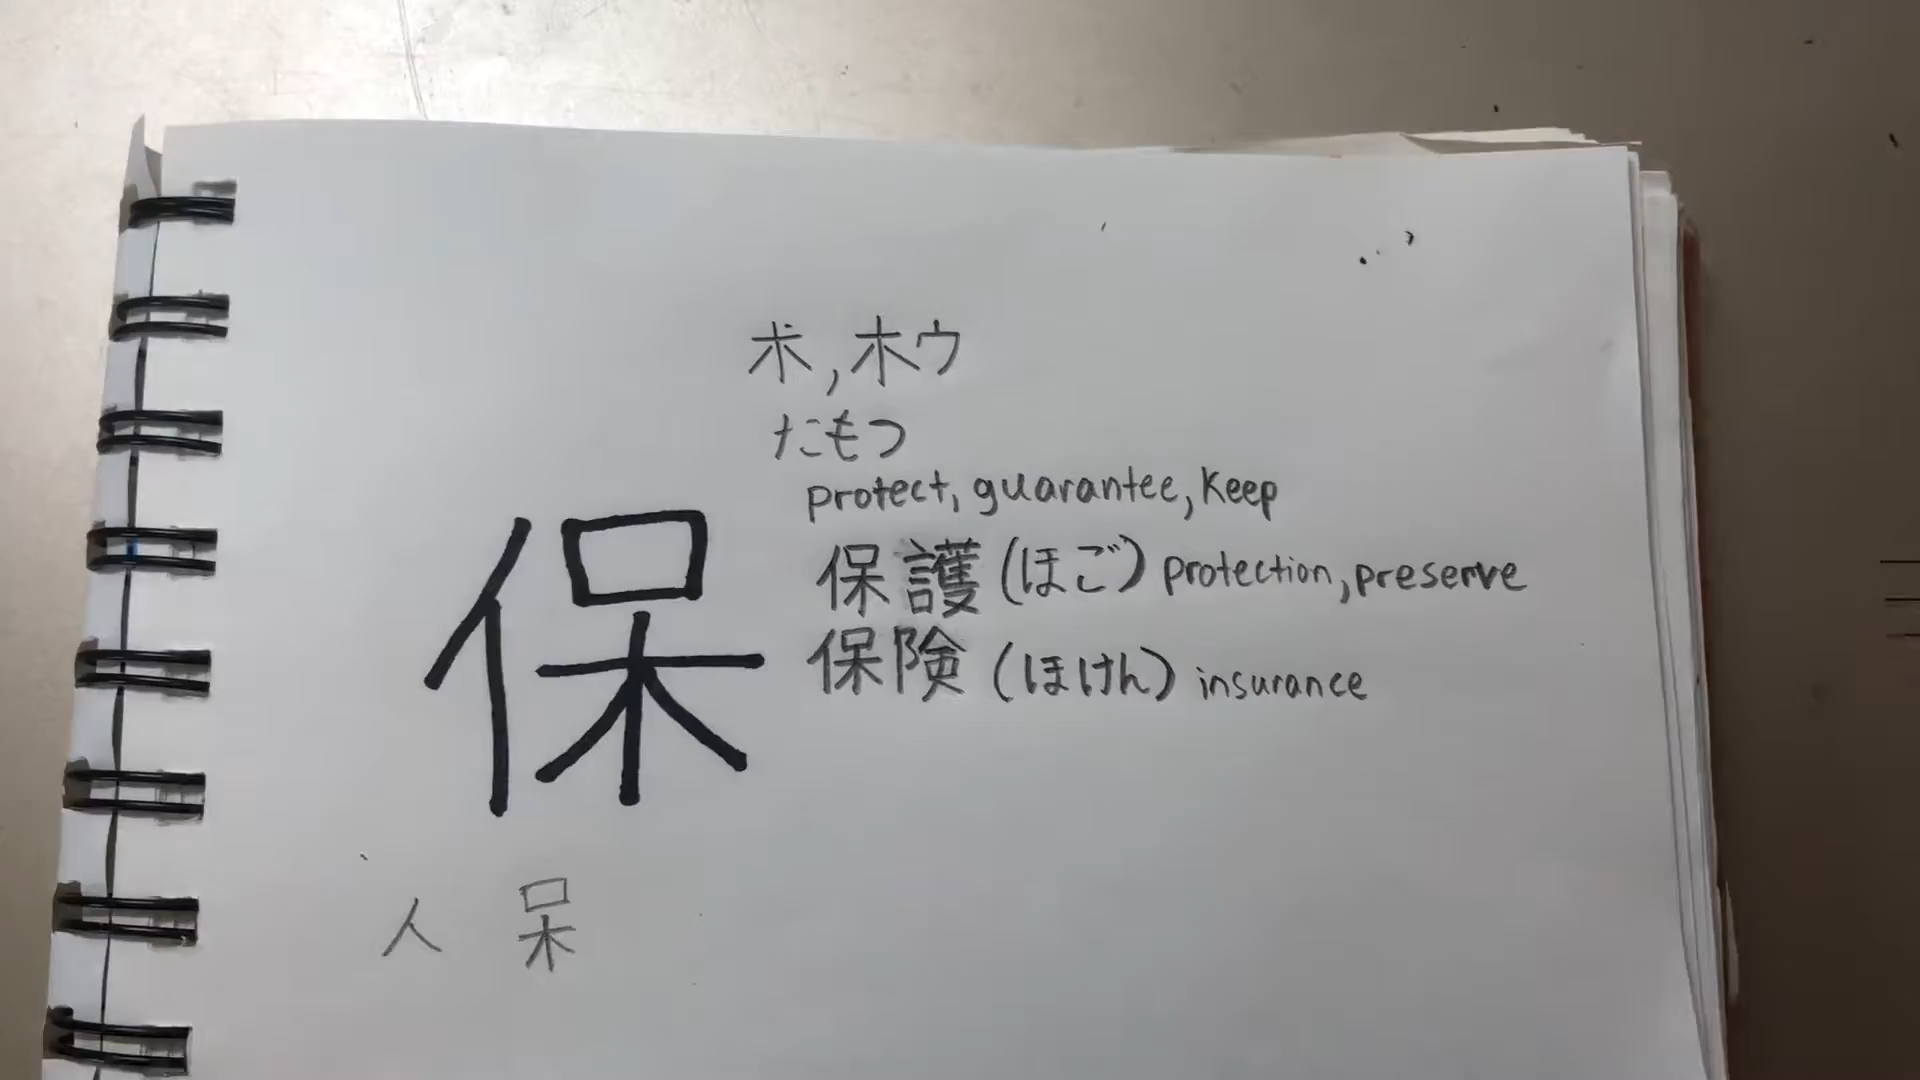 ホ,ホウ
たもつ
protect, guarantee, keep
保護(ほご) protection, preserve
保険(ほけん) insurance
保
人 呆